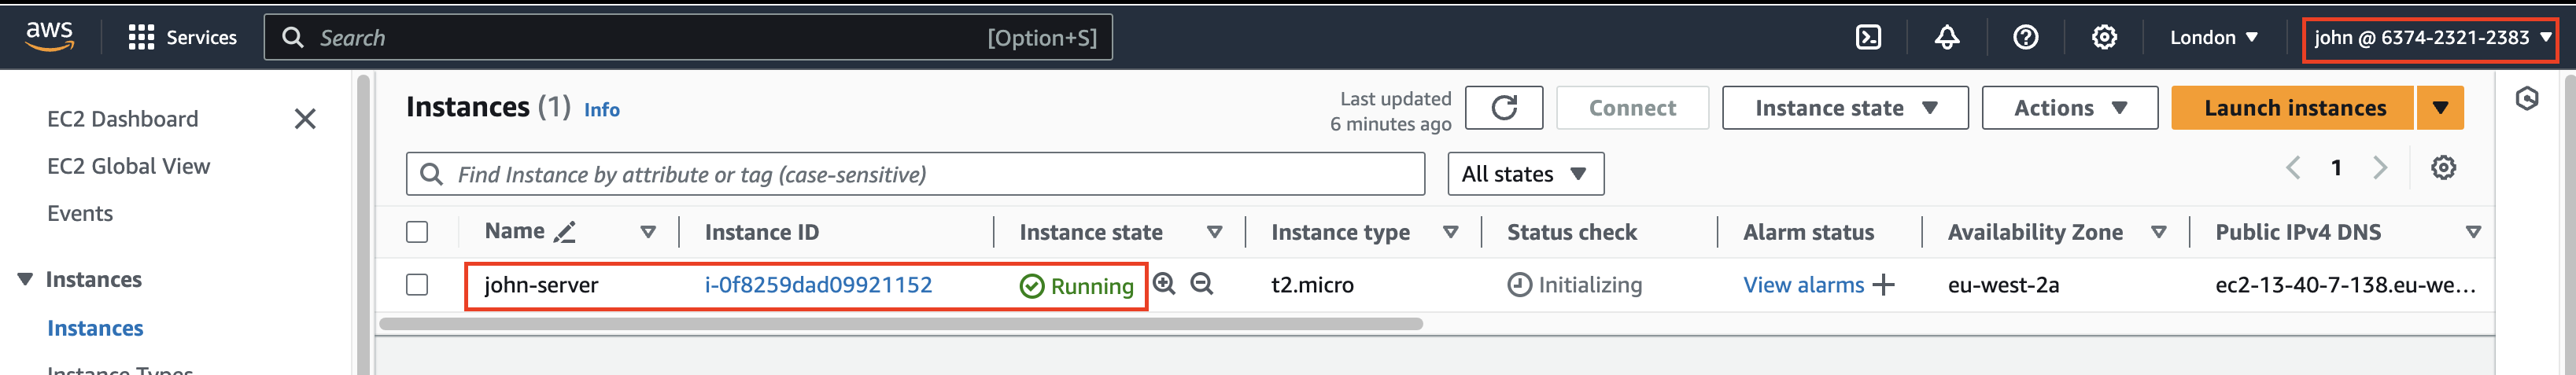 aws
Services
Search [Option+S]
London
john @ 6374-2321-2383
EC2 Dashboard
EC2 Global View
Events
Instances
Instances
Instance Types
Instances (1) Info
Last updated
6 minutes ago
Connect
Instance state
Actions
Launch instances
Find Instance by attribute or tag (case-sensitive)
All states
1
Name Instance ID Instance state Instance type Status check Alarm status Availability Zone Public IPv4 DNS
john-server i-0f8259dad09921152 Running t2.micro Initializing View alarms + eu-west-2a ec2-13-40-7-138.eu-we...